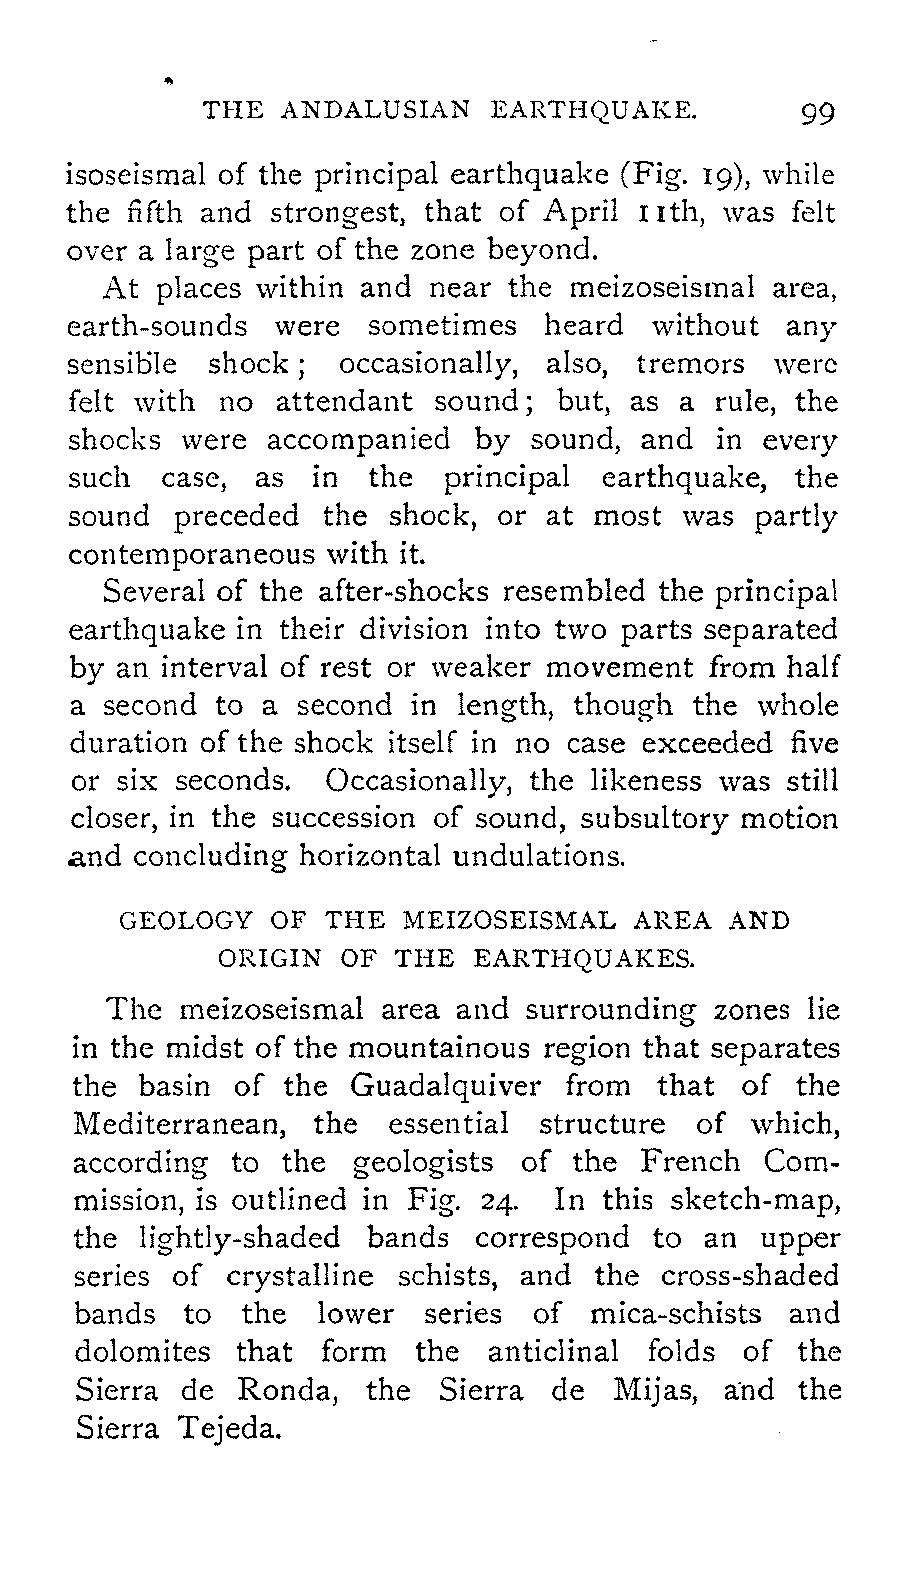 THE ANDALUSIAN EARTHQUAKE. 99
isoseismal of the principal earthquake (Fig. 19), while
the fifth and strongest, that of April 11th, was felt
over a large part of the zone beyond.
At places within and near the meizoseismal area,
earth-sounds were sometimes heard without any
sensible shock; occasionally, also, tremors were
felt with no attendant sound; but, as a rule, the
shocks were accompanied by sound, and in every
such case, as in the principal earthquake, the
sound preceded the shock, or at most was partly
contemporaneous with it.
Several of the after-shocks resembled the principal
earthquake in their division into two parts separated
by an interval of rest or weaker movement from half
a second to a second in length, though the whole
duration of the shock itself in no case exceeded five
or six seconds. Occasionally, the likeness was still
closer, in the succession of sound, subsultory motion
and concluding horizontal undulations.
GEOLOGY OF THE MEIZOSEISMAL AREA AND
ORIGIN OF THE EARTHQUAKES.
The meizoseismal area and surrounding zones lie
in the midst of the mountainous region that separates
the basin of the Guadalquiver from that of the
Mediterranean, the essential structure of which,
according to the geologists of the French Com-
mission, is outlined in Fig. 24. In this sketch-map,
the lightly-shaded bands correspond to an upper
series of crystalline schists, and the cross-shaded
bands to the lower series of mica-schists and
dolomites that form the anticlinal folds of the
Sierra de Ronda, the Sierra de Mijas, and the
Sierra Tejeda.